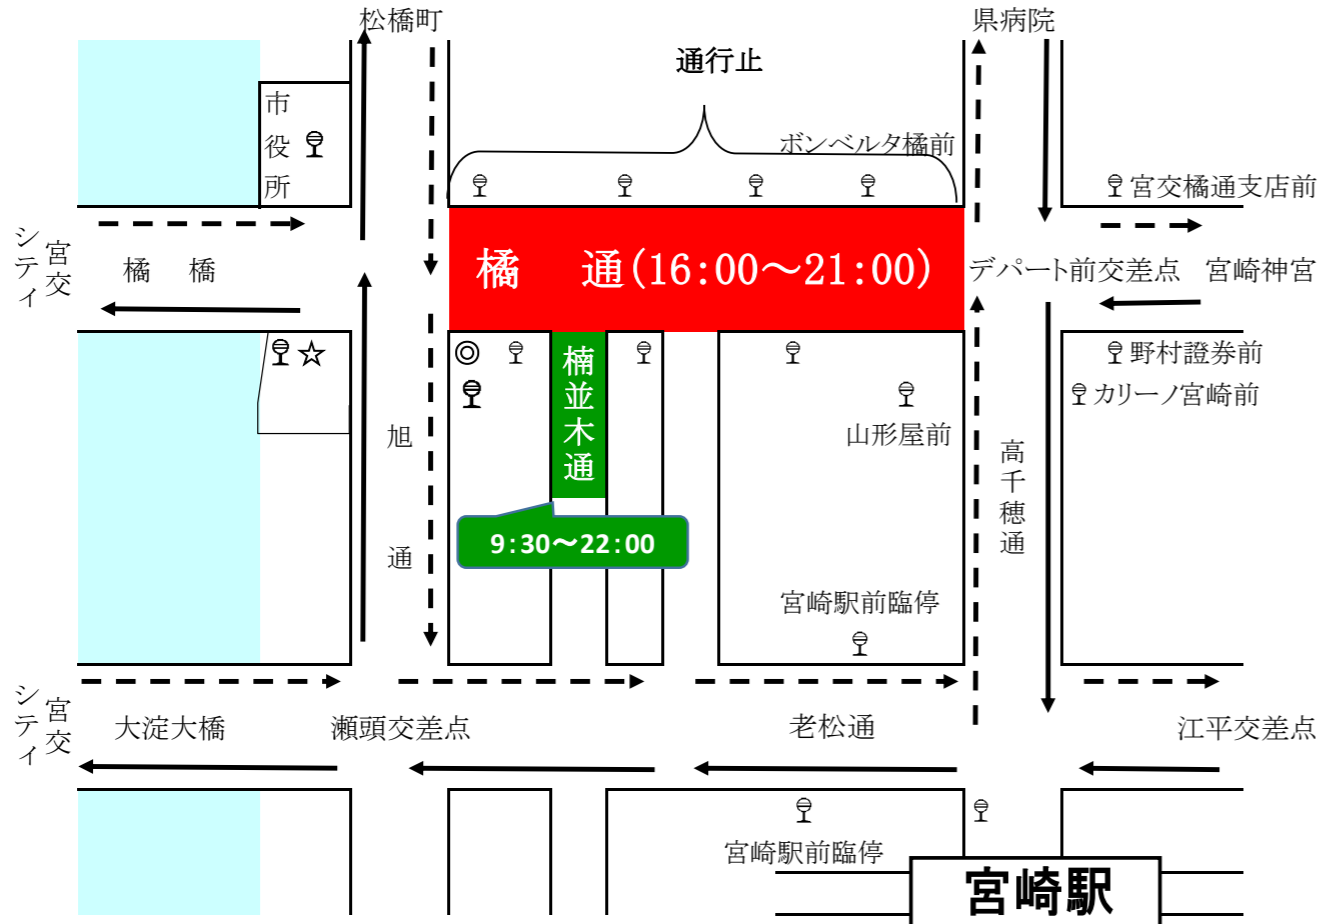 松橋町
県病院
通行止
市役所
ボンベルタ橘前
宮交橘通支店前
宮交シティ
橘 橋
橘 通(16:00～21:00)
デパート前交差点
宮崎神宮
◎
☆
楠並木通
野村證券前
カリーノ宮崎前
山形屋前
旭通
高千穂通
9:30～22:00
宮崎駅前臨停
宮交シティ
大淀大橋
瀬頭交差点
老松通
江平交差点
宮崎駅前臨停
宮崎駅